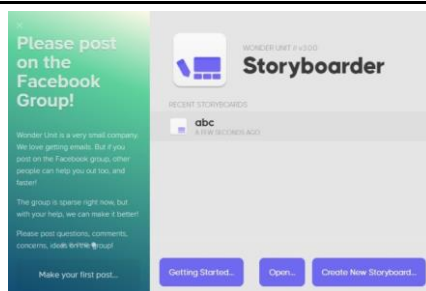 Please post
on the
Facebook
Group!
Wonder Unit is a very small company.
We love getting emails. But if you
post on the Facebook group, other
people can help you out too, and
faster!
The group is sparse right now, but
with your help, we can make it better!
Please post questions, comments,
concerns, group!
Make your first post...
WONDER UNIT // v3.0.0
Storyboarder
RECENT STORYBOARDS
abc
A FEW SECONDS AGO
Getting Started...
Open...
Create New Storyboard...